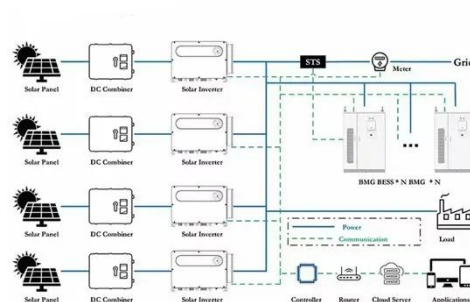 STS
Meter
Grid
Solar Panel
DC Combiner
Solar Inverter
Solar Panel
DC Combiner
Solar Inverter
BMG BESS * N BMG * N
Solar Panel
DC Combiner
Solar Inverter
Power
Communication
Load
Solar Panel
DC Combiner
Solar Inverter
Controller
Router
Cloud Server
Application